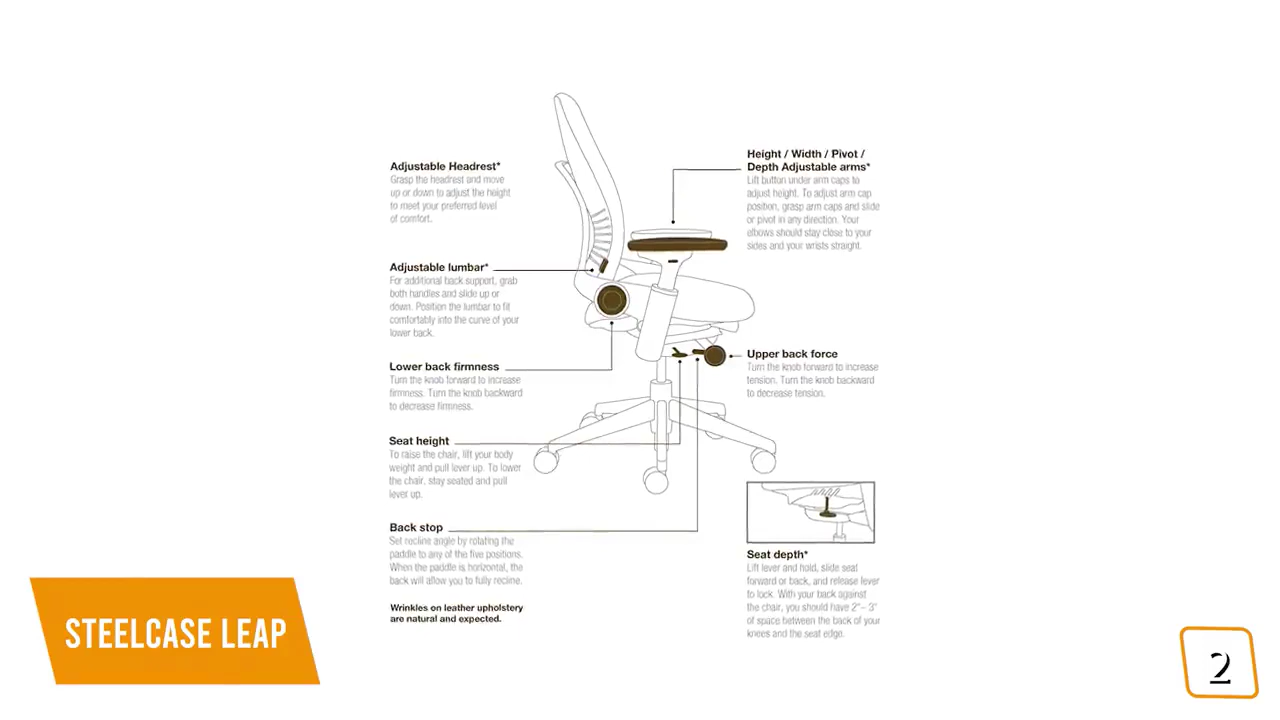 Adjustable Headrest*
Grasp the headrest and move
up or down to adjust the height
to meet your preferred level
of comfort.
Adjustable lumbar*
For additional back support, grab
both handles and slide up or
down. Position the lumbar to fit
comfortably into the curve of your
lower back.
Lower back firmness
Turn the knob forward to increase
firmness. Turn the knob backward
to decrease firmness.
Seat height
To raise the chair, lift your body
weight and pull lever up. To lower
the chair, stay seated and pull
lever up.
Back stop
Set recline angle by rotating the
paddle to any of the five positions.
When the paddle is horizontal, the
back will allow you to fully recline.
Wrinkles on leather upholstery
are natural and expected.
Height / Width / Pivot /
Depth Adjustable arms*
Lift button under arm caps to
adjust height. To adjust arm cap
position, grasp arm caps and slide
or pivot in any direction. Your
elbows should stay close to your
sides and your wrists straight.
Upper back force
Turn the knob forward to increase
tension. Turn the knob backward
to decrease tension.
Seat depth*
Lift lever and hold, slide seat
forward or back, and release lever
to lock. With your back against
the chair, you should have 2" – 3"
of space between the back of your
knees and the seat edge.
STEELCASE LEAP
2